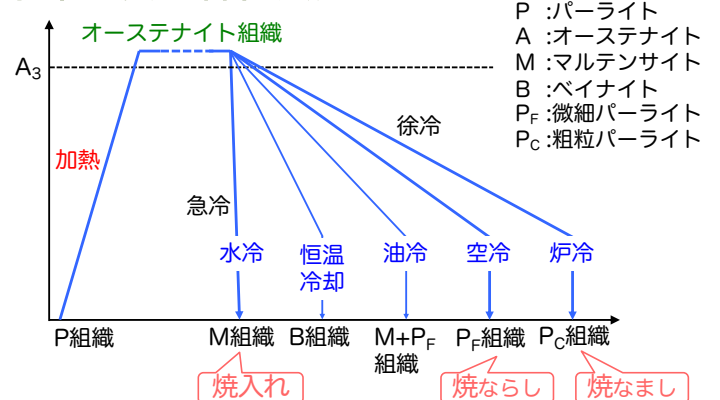 オーステナイト組織
A3
加熱
急冷
徐冷
水冷
恒温
冷却
油冷
空冷
炉冷
P組織
M組織
B組織
M+PF
組織
PF組織
PC組織
焼入れ
焼ならし
焼なまし
P :パーライト
A :オーステナイト
M :マルテンサイト
B :ベイナイト
PF :微細パーライト
PC :粗粒パーライト